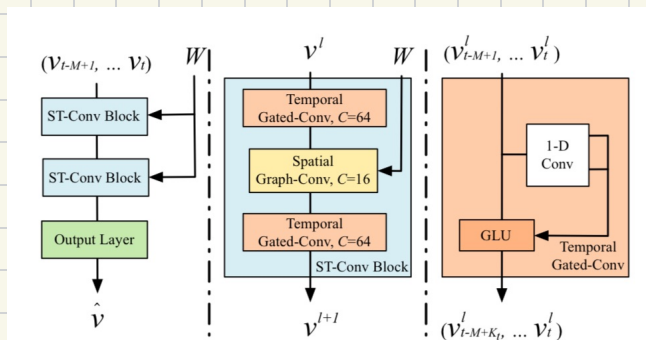 (v_{t-M+1}, ... v_t)
W
ST-Conv Block
ST-Conv Block
Output Layer
v̂
v^l
W
Temporal
Gated-Conv, C=64
Spatial
Graph-Conv, C=16
Temporal
Gated-Conv, C=64
ST-Conv Block
v^{l+1}
(v^l_{t-M+1}, ... v^l_t)
1-D
Conv
GLU
Temporal
Gated-Conv
(v^l_{t-M+K_t}, ... v^l_t)